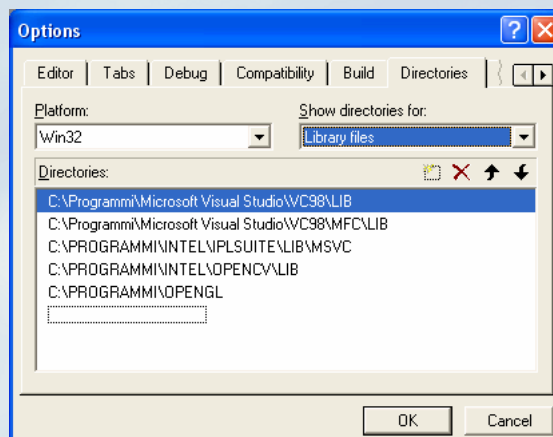 Options
Editor Tabs Debug Compatibility Build Directories
Platform: Show directories for:
Win32 Library files
Directories:
C:\Programmi\Microsoft Visual Studio\VC98\LIB
C:\Programmi\Microsoft Visual Studio\VC98\MFC\LIB
C:\PROGRAMMI\INTEL\IPLSUITE\LIB\MSVC
C:\PROGRAMMI\INTEL\OPENCV\LIB
C:\PROGRAMMI\OPENGL
OK Cancel